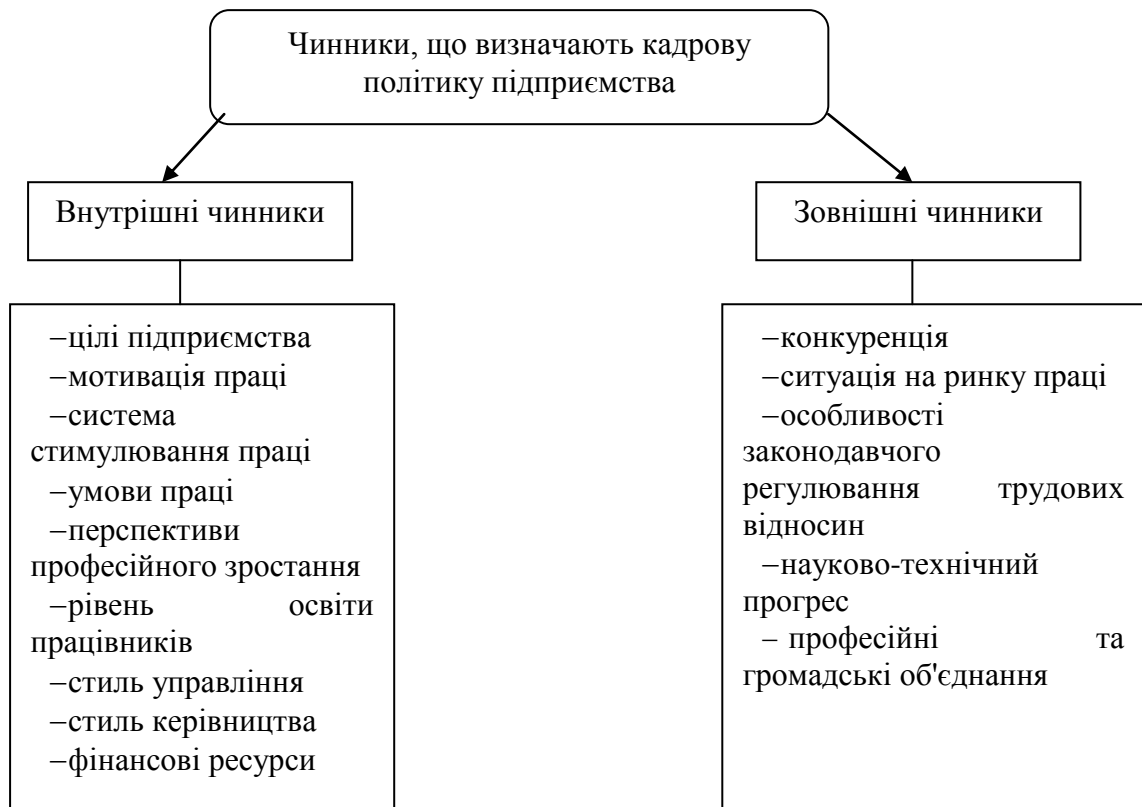 Чинники, що визначають кадрову
політику підприємства
Внутрішні чинники
Зовнішні чинники
–цілі підприємства
–мотивація праці
–система
стимулювання праці
–умови праці
–перспективи
професійного зростання
–рівень освіти
працівників
–стиль управління
–стиль керівництва
–фінансові ресурси
–конкуренція
–ситуація на ринку праці
–особливості
законодавчого
регулювання трудових
відносин
–науково-технічний
прогрес
– професійні та
громадські об'єднання